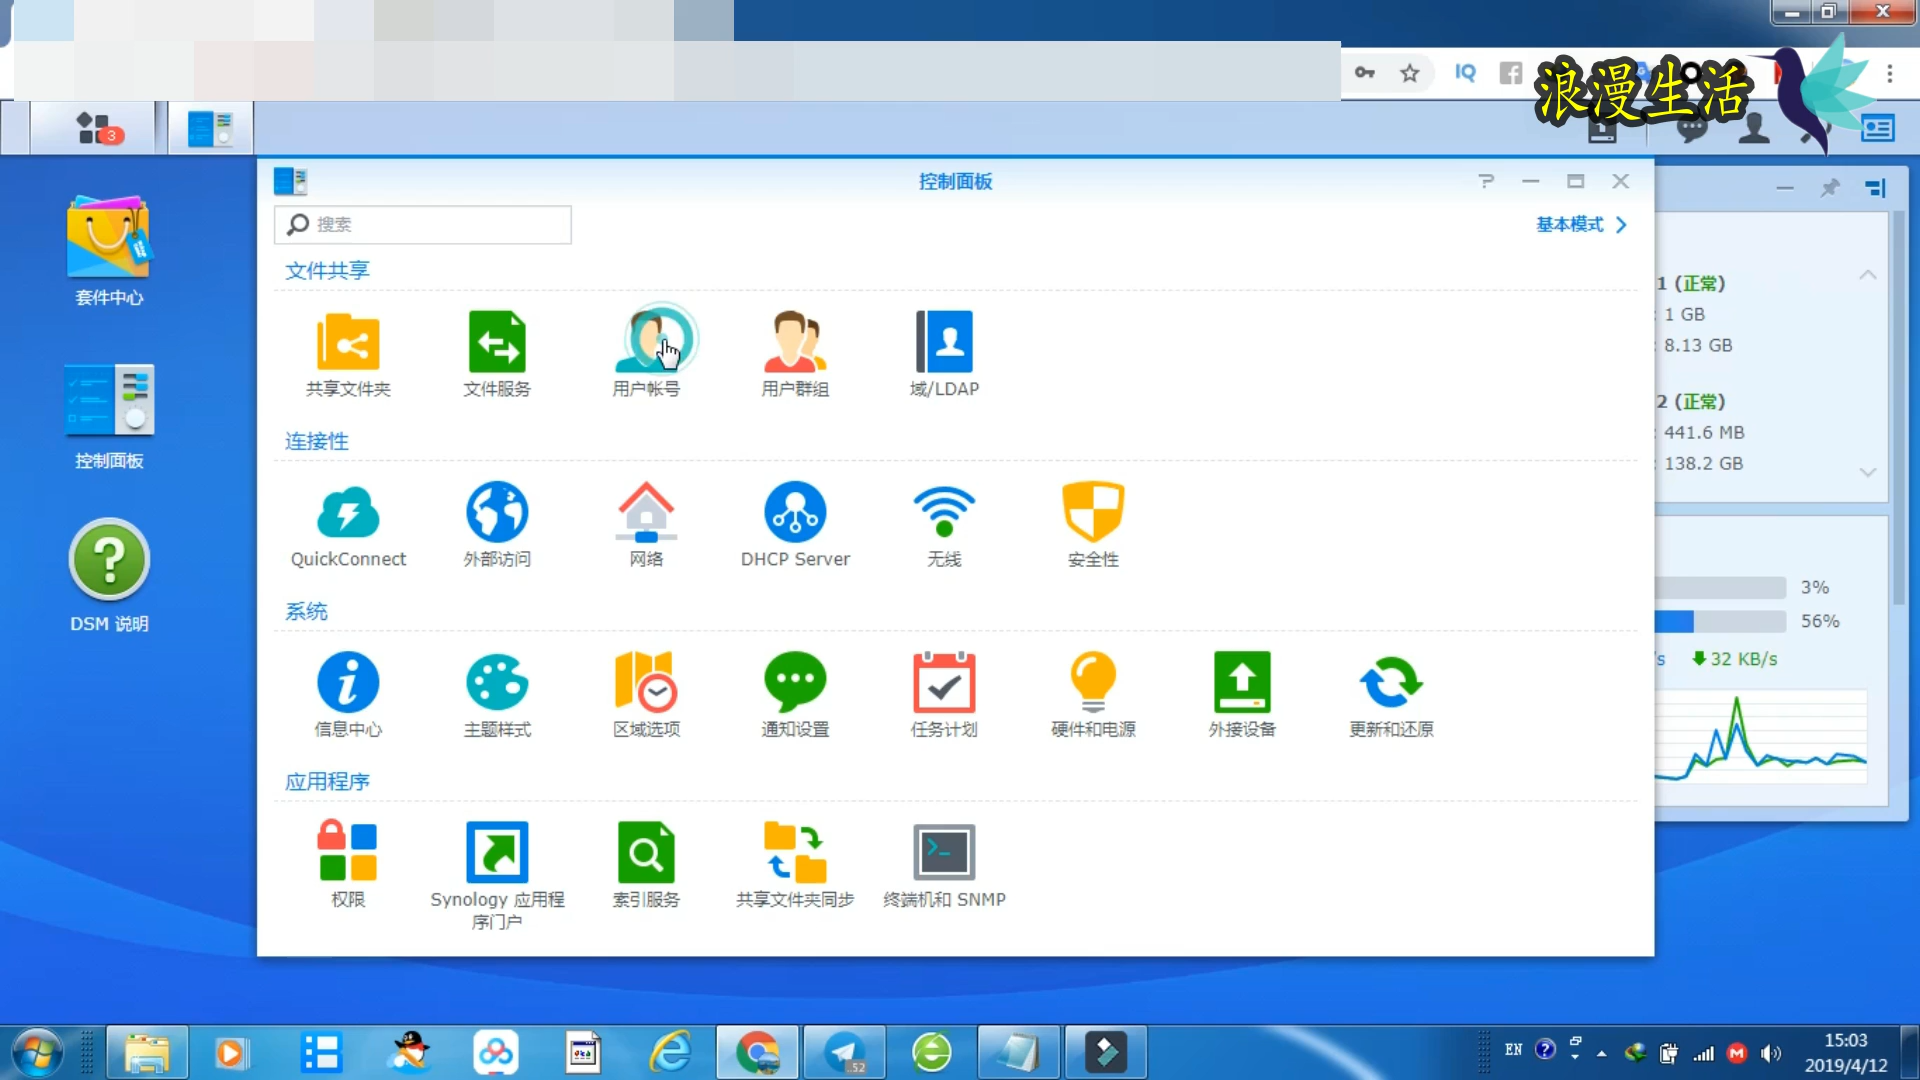 IQ
浪漫生活
3
控制面板
搜索
基本模式
套件中心
控制面板
DSM 说明
文件共享
共享文件夹
文件服务
用户帐号
用户群组
域/LDAP
连接性
QuickConnect
外部访问
网络
DHCP Server
无线
安全性
系统
信息中心
主题样式
区域选项
通知设置
任务计划
硬件和电源
外接设备
更新和还原
应用程序
权限
Synology 应用程
序门户
索引服务
共享文件夹同步
终端机和 SNMP
1 (正常)
: 1 GB
: 8.13 GB
2 (正常)
: 441.6 MB
: 138.2 GB
3%
56%
/s
32 KB/s
52
EN
15:03
2019/4/12